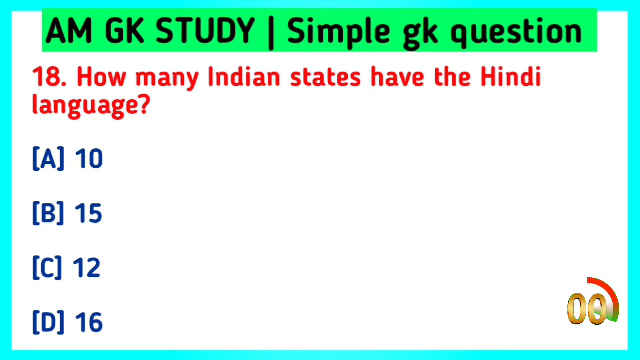 AM GK STUDY | Simple gk question
18. How many Indian states have the Hindi
language?
[A] 10
[B] 15
[C] 12
[D] 16
00